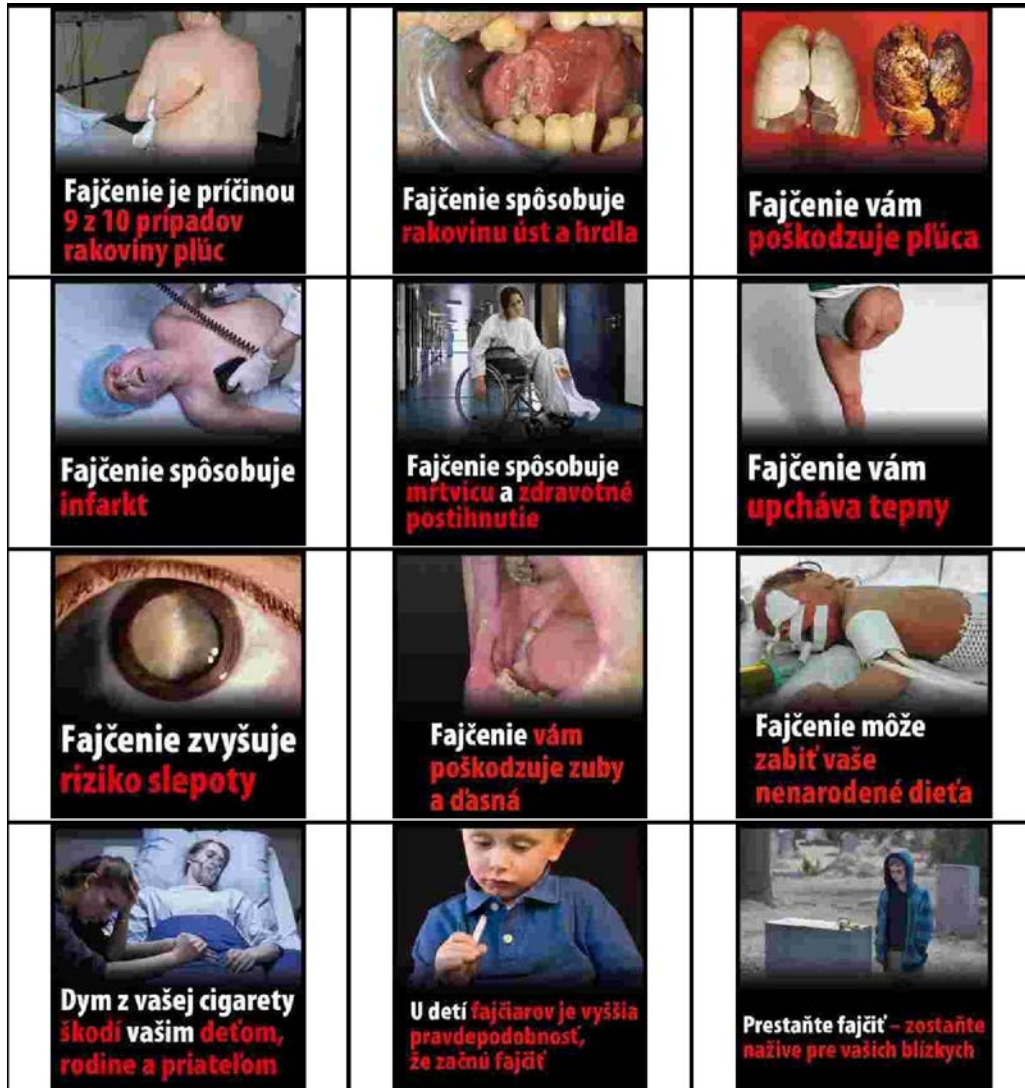 Fajčenie je príčinou
9 z 10 prípadov
rakoviny pľúc
Fajčenie spôsobuje
rakovinu úst a hrdla
Fajčenie vám
poškodzuje pľúca
Fajčenie spôsobuje
infarkt
Fajčenie spôsobuje
mŕtvicu a zdravotné
postihnutie
Fajčenie vám
upcháva tepny
Fajčenie zvyšuje
riziko slepoty
Fajčenie vám
poškodzuje zuby
a ďasná
Fajčenie môže
zabiť vaše
nenarodené dieťa
Dym z vašej cigarety
škodí vašim deťom,
rodine a priateľom
U detí fajčiarov je vyššia
pravdepodobnosť,
že začnú fajčiť
Prestaňte fajčiť – zostaňte
nažive pre vašich blízkych